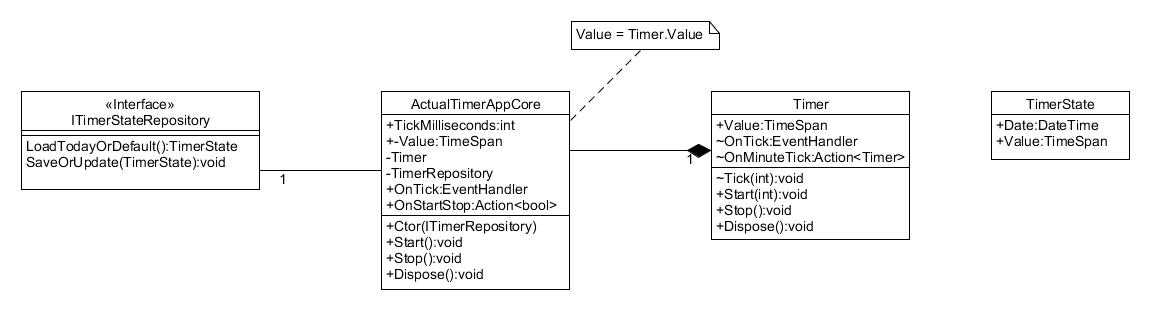 Value = Timer.Value
«Interface»
ITimerStateRepository
LoadTodayOrDefault():TimerState
SaveOrUpdate(TimerState):void
1
ActualTimerAppCore
+TickMilliseconds:int
+-Value:TimeSpan
-Timer
-TimerRepository
+OnTick:EventHandler
+OnStartStop:Action<bool>
+Ctor(ITimerRepository)
+Start():void
+Stop():void
+Dispose():void
1
Timer
+Value:TimeSpan
~OnTick:EventHandler
~OnMinuteTick:Action<Timer>
~Tick(int):void
+Start(int):void
+Stop():void
+Dispose():void
TimerState
+Date:DateTime
+Value:TimeSpan